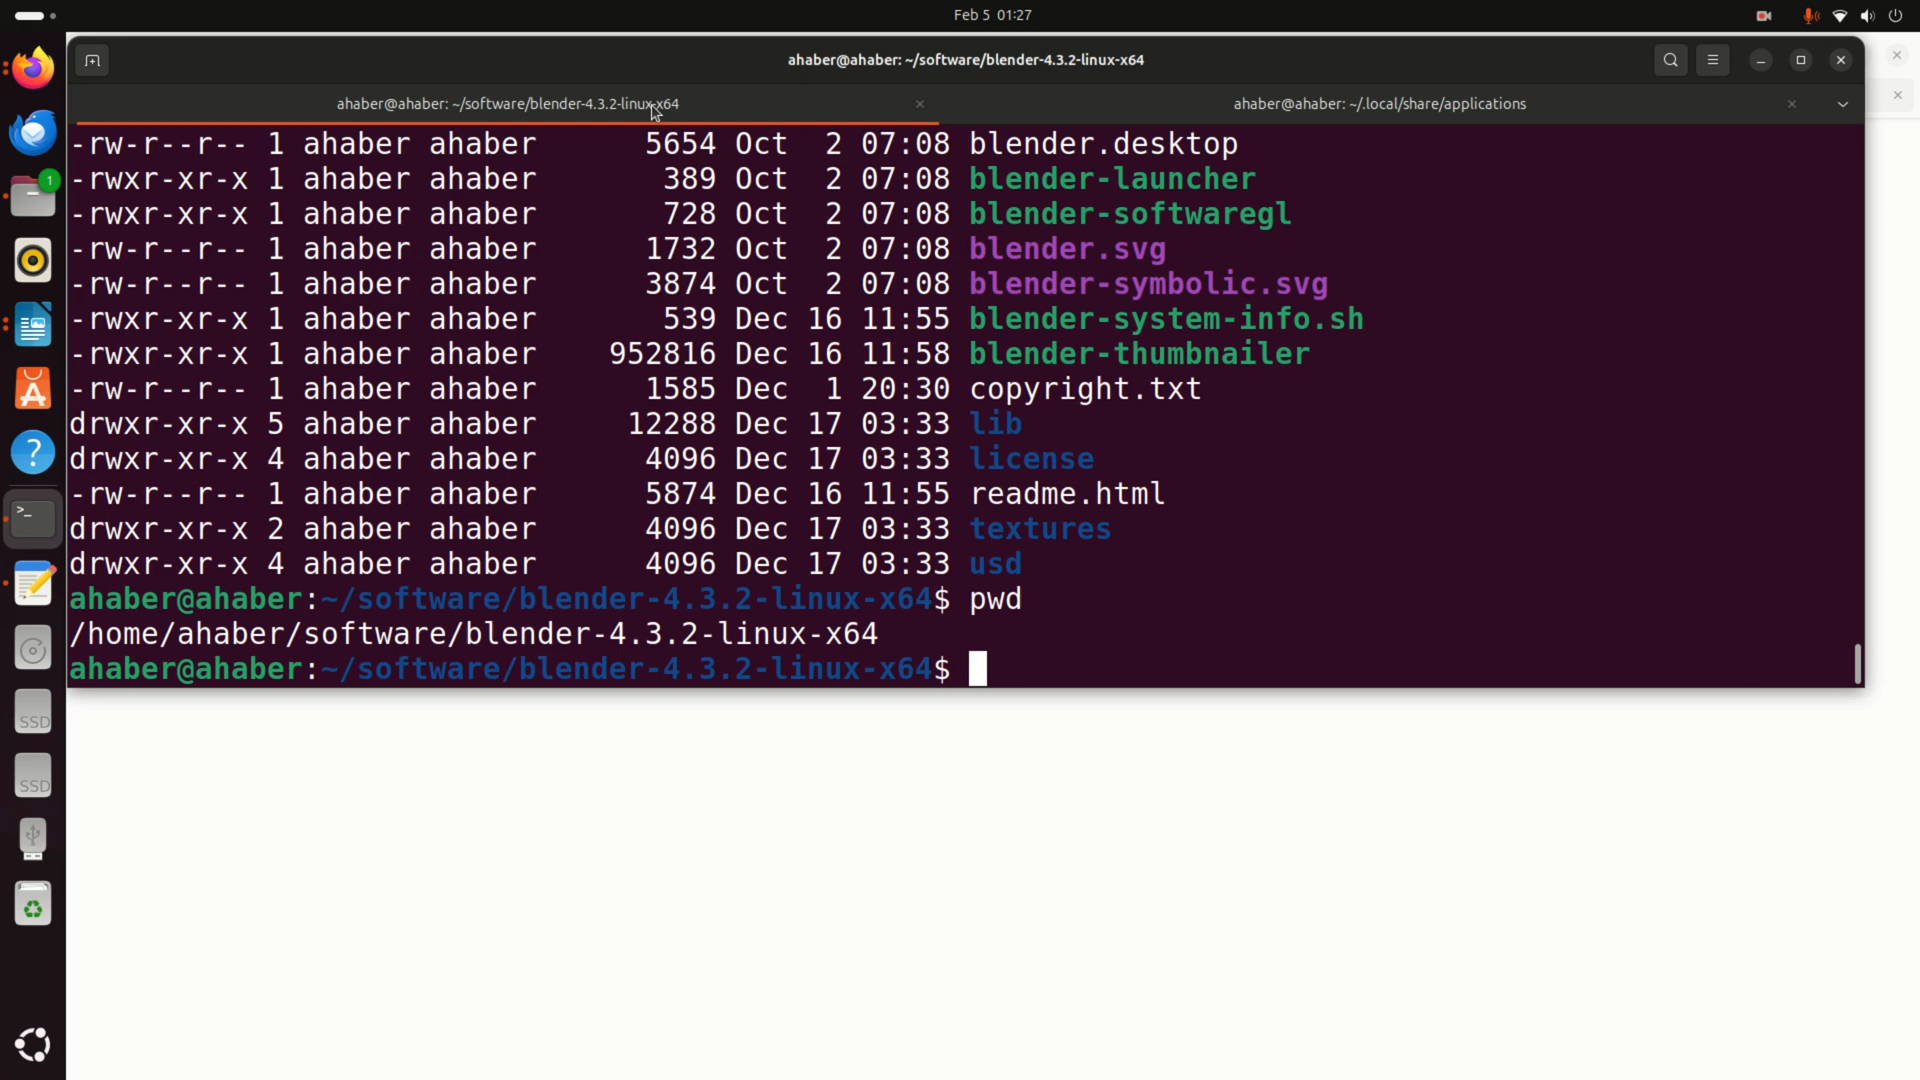 Feb 5 01:27
ahaber@ahaber: ~/software/blender-4.3.2-linux-x64
ahaber@ahaber: ~/software/blender-4.3.2-linux-x64
ahaber@ahaber: ~/.local/share/applications
-rw-r--r-- 1 ahaber ahaber 5654 Oct 2 07:08 blender.desktop
-rwxr-xr-x 1 ahaber ahaber 389 Oct 2 07:08 blender-launcher
-rwxr-xr-x 1 ahaber ahaber 728 Oct 2 07:08 blender-softwaregl
-rw-r--r-- 1 ahaber ahaber 1732 Oct 2 07:08 blender.svg
-rw-r--r-- 1 ahaber ahaber 3874 Oct 2 07:08 blender-symbolic.svg
-rwxr-xr-x 1 ahaber ahaber 539 Dec 16 11:55 blender-system-info.sh
-rwxr-xr-x 1 ahaber ahaber 952816 Dec 16 11:58 blender-thumbnailer
-rw-r--r-- 1 ahaber ahaber 1585 Dec 1 20:30 copyright.txt
drwxr-xr-x 5 ahaber ahaber 12288 Dec 17 03:33 lib
drwxr-xr-x 4 ahaber ahaber 4096 Dec 17 03:33 license
-rw-r--r-- 1 ahaber ahaber 5874 Dec 16 11:55 readme.html
drwxr-xr-x 2 ahaber ahaber 4096 Dec 17 03:33 textures
drwxr-xr-x 4 ahaber ahaber 4096 Dec 17 03:33 usd
ahaber@ahaber:~/software/blender-4.3.2-linux-x64$ pwd
/home/ahaber/software/blender-4.3.2-linux-x64
ahaber@ahaber:~/software/blender-4.3.2-linux-x64$
1
?
>_
SSD
SSD